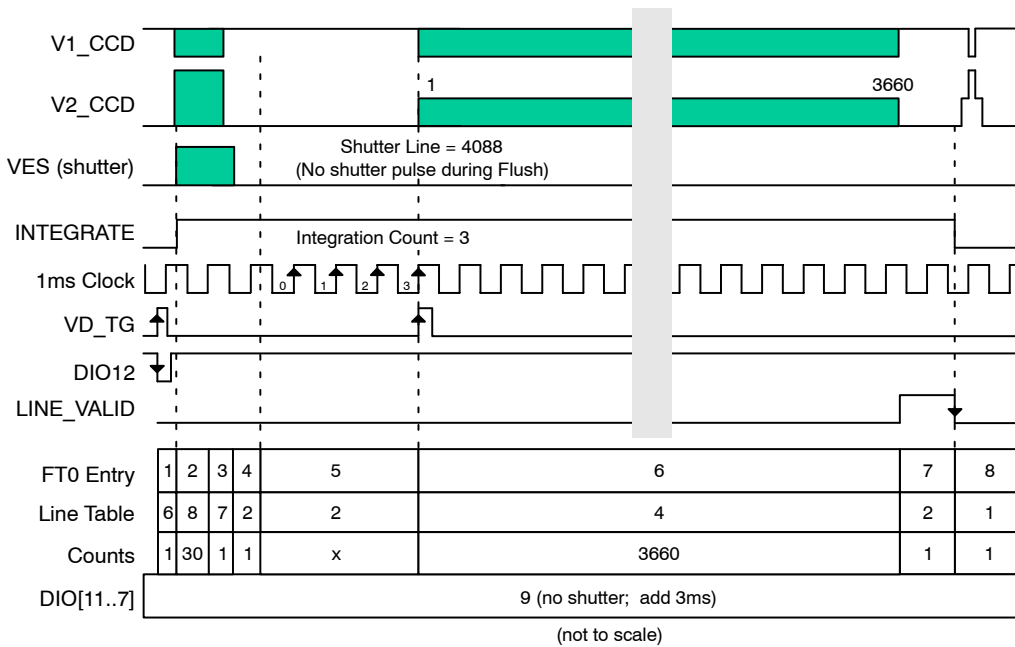 V1_CCD
1 3660
V2_CCD
Shutter Line = 4088
VES (shutter) (No shutter pulse during Flush)
INTEGRATE Integration Count = 3
1ms Clock 0 1 2 3
VD_TG
DIO12
LINE_VALID
FT0 Entry 1 2 3 4 5 6 7 8
Line Table 6 8 7 2 2 4 2 1
Counts 1 30 1 1 x 3660 1 1
DIO[11..7] 9 (no shutter; add 3ms)
(not to scale)